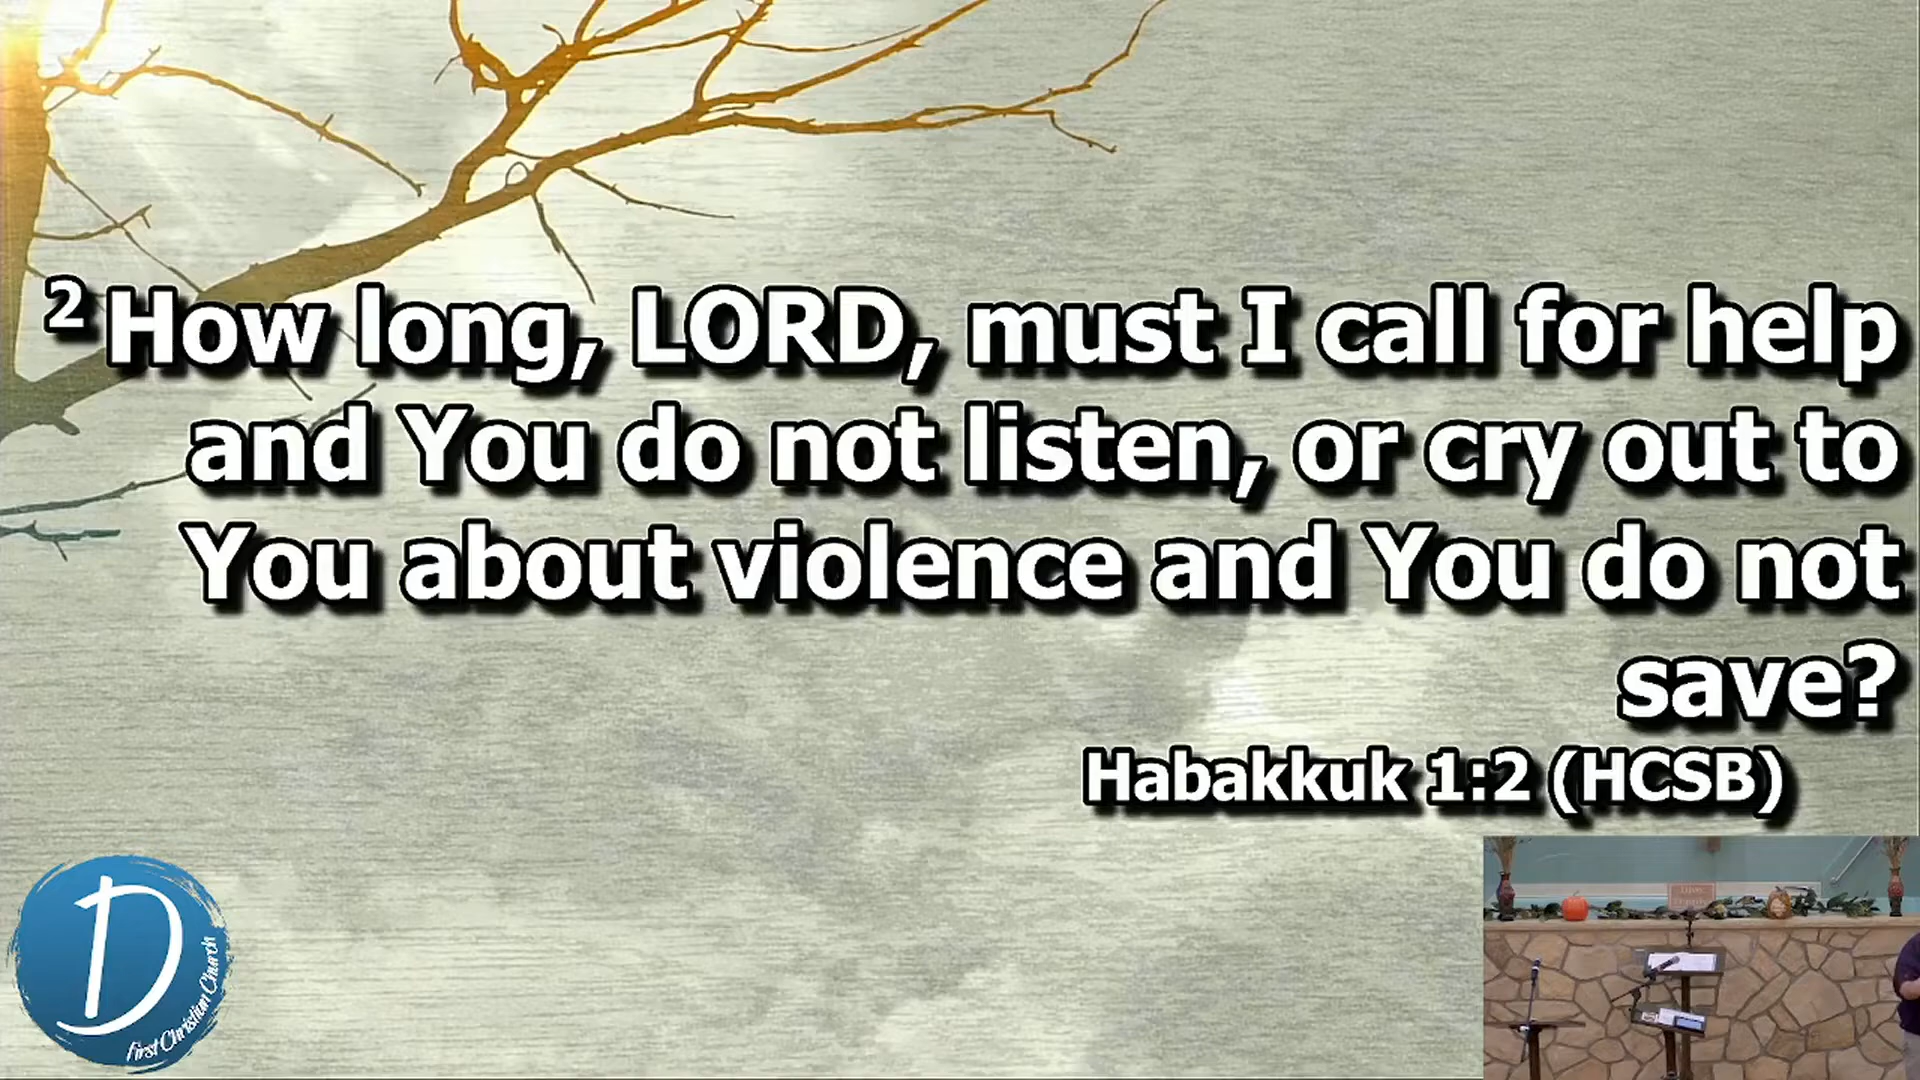 2 How long, LORD, must I call for help
and You do not listen, or cry out to
You about violence and You do not
save?
Habakkuk 1:2 (HCSB)
D
First Christian Church